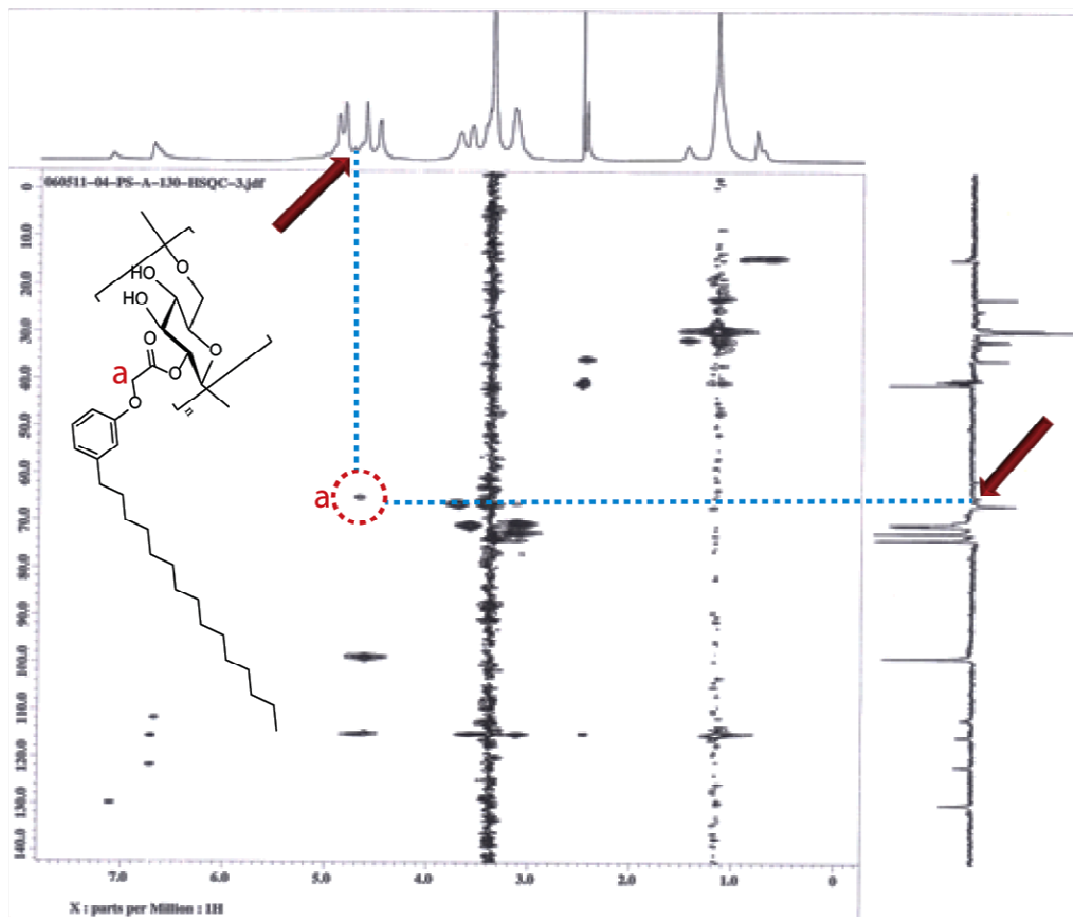 060511-04-PS-A-130-HSQC-3.jdf
0
10.0
20.0
30.0
40.0
50.0
60.0
70.0
80.0
90.0
100.0
110.0
120.0
130.0
140.0
HO
O
HO
O
O
O
a
O
n
a
7.0 6.0 5.0 4.0 3.0 2.0 1.0 0
X : parts per Million : 1H